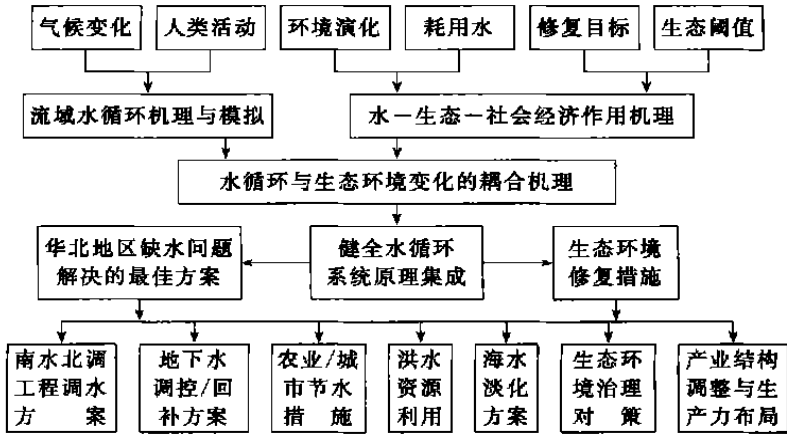 气候变化
人类活动
环境演化
耗用水
修复目标
生态阈值
流域水循环机理与模拟
水－生态－社会经济作用机理
水循环与生态环境变化的耦合机理
华北地区缺水问题
解决的最佳方案
健全水循环
系统原理集成
生态环境
修复措施
南水北调
工程调水
方案
地下水
调控/回
补方案
农业/城
市节水
措施
洪水
资源
利用
海水
淡化
方案
生态环
境治理
对策
产业结构
调整与生
产力布局